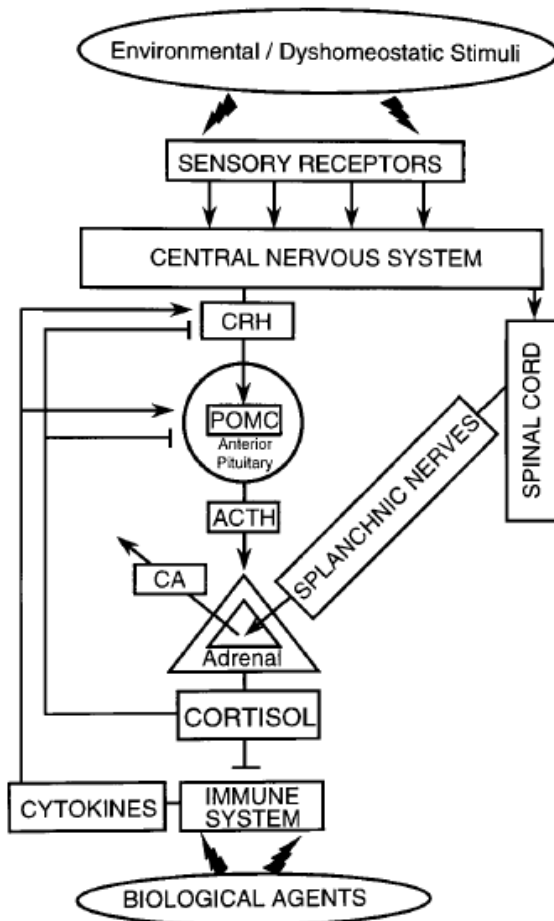 Environmental / Dyshomeostatic Stimuli
SENSORY RECEPTORS
CENTRAL NERVOUS SYSTEM
CRH
SPINAL CORD
POMC
Anterior
Pituitary
SPLANCHNIC NERVES
ACTH
CA
Adrenal
CORTISOL
CYTOKINES
IMMUNE
SYSTEM
BIOLOGICAL AGENTS